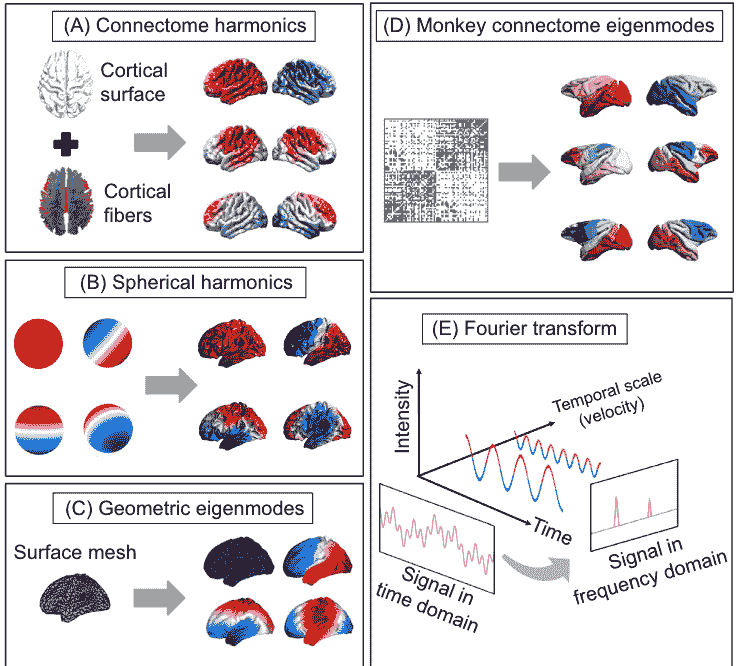 (A) Connectome harmonics
Cortical
surface
Cortical
fibers
(B) Spherical harmonics
(C) Geometric eigenmodes
Surface mesh
(D) Monkey connectome eigenmodes
(E) Fourier transform
Intensity
Temporal scale
(velocity)
Time
Signal in
time domain
Signal in
frequency domain